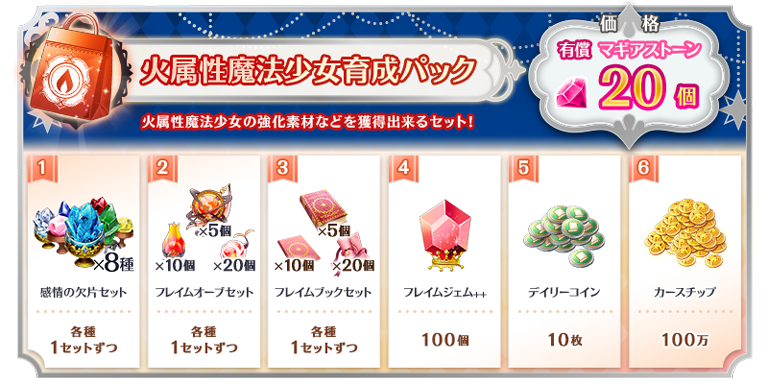 価 格
有償 マギアストーン
20個
火属性魔法少女育成パック
火属性魔法少女の強化素材などを獲得出来るセット!
1
×8種
感情の欠片セット
各種
1セットずつ
2
×5個
×10個 ×20個
フレイムオーブセット
各種
1セットずつ
3
×5個
×10個 ×20個
フレイムブックセット
各種
1セットずつ
4
フレイムジェム++
100個
5
デイリーコイン
10枚
6
カースチップ
100万